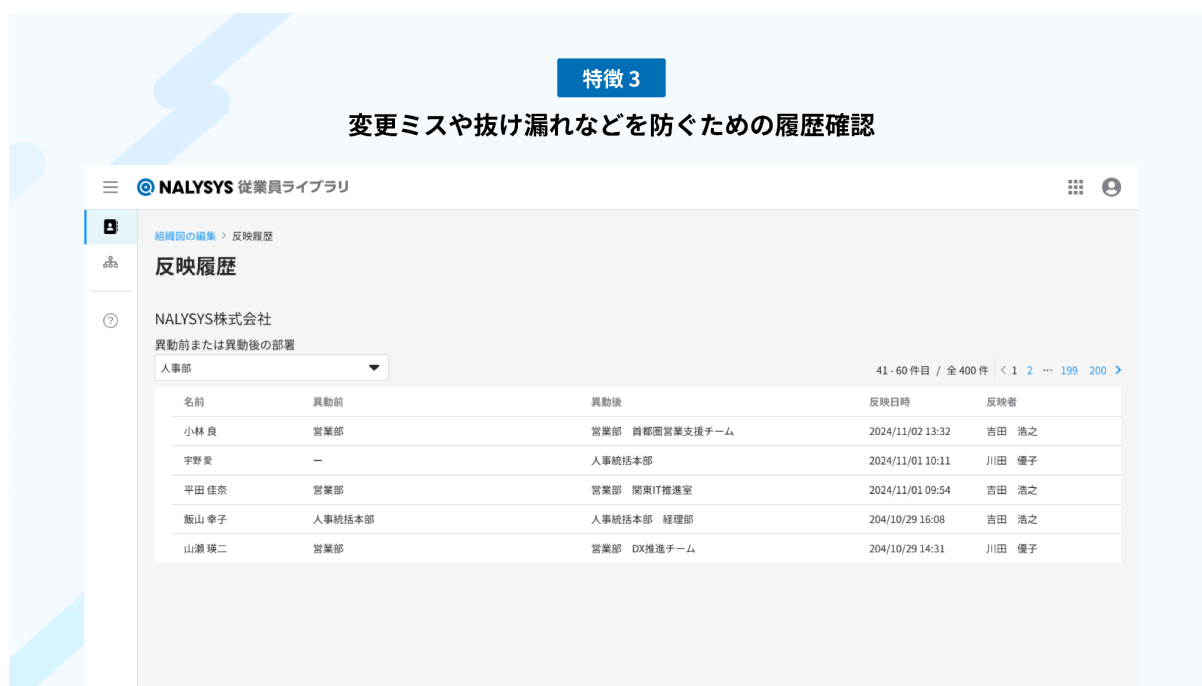 特徴 3
変更ミスや抜け漏れなどを防ぐための履歴確認
NALYSYS 従業員ライブラリ
組織図の編集 > 反映履歴
反映履歴
NALYSYS株式会社
異動前または異動後の部署
人事部
41 - 60 件目 / 全 400 件 < 1 2 … 199 200 >
名前 異動前 異動後 反映日時 反映者
小林 良 営業部 営業部 首都圏営業支援チーム 2024/11/02 13:32 吉田 浩之
宇野 愛 ー 人事統括本部 2024/11/01 10:11 川田 優子
平田 佳奈 営業部 営業部 関東IT推進室 2024/11/01 09:54 吉田 浩之
飯山 幸子 人事統括本部 人事統括本部 経理部 204/10/29 16:08 吉田 浩之
山瀬 瑛二 営業部 営業部 DX推進チーム 204/10/29 14:31 川田 優子